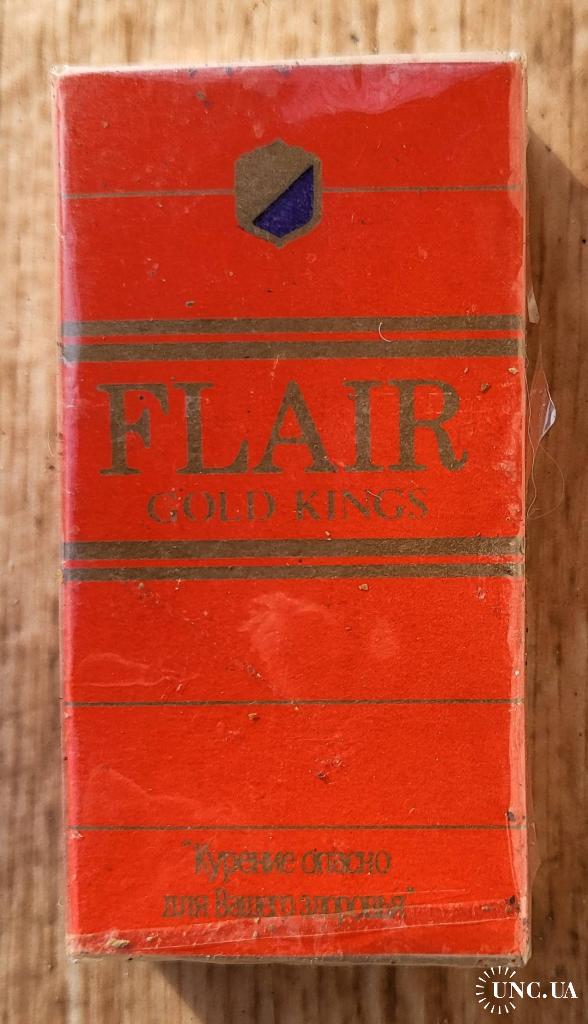 FLAIR
GOLD KINGS
"Курение опасно
для Вашего здоровья"
UNC.UA